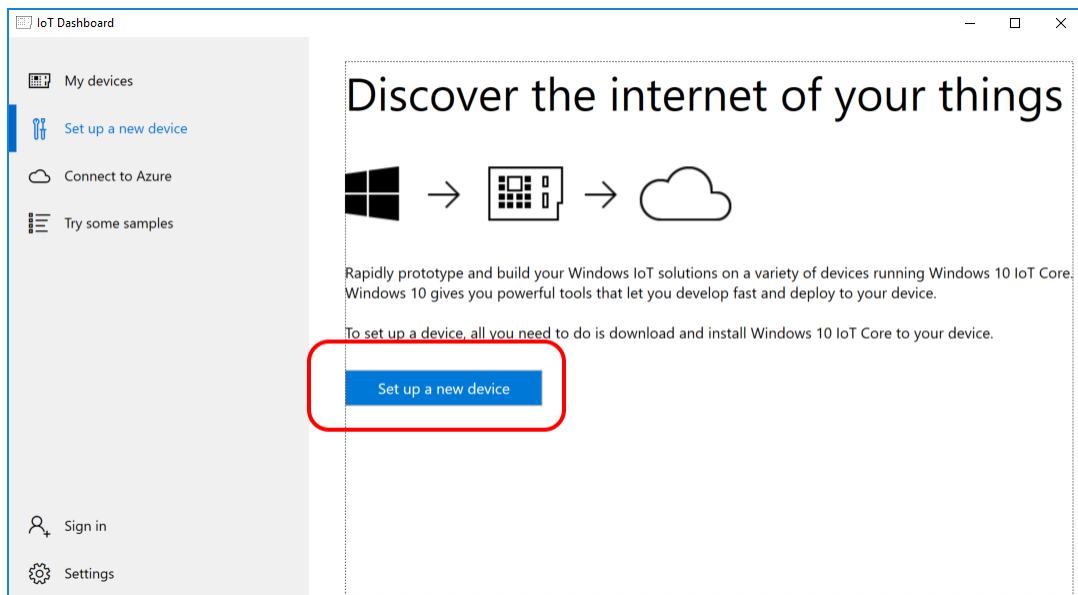 IoT Dashboard
My devices
Set up a new device
Connect to Azure
Try some samples
Sign in
Settings
Discover the internet of your things
Rapidly prototype and build your Windows IoT solutions on a variety of devices running Windows 10 IoT Core.
Windows 10 gives you powerful tools that let you develop fast and deploy to your device.
To set up a device, all you need to do is download and install Windows 10 IoT Core to your device.
Set up a new device